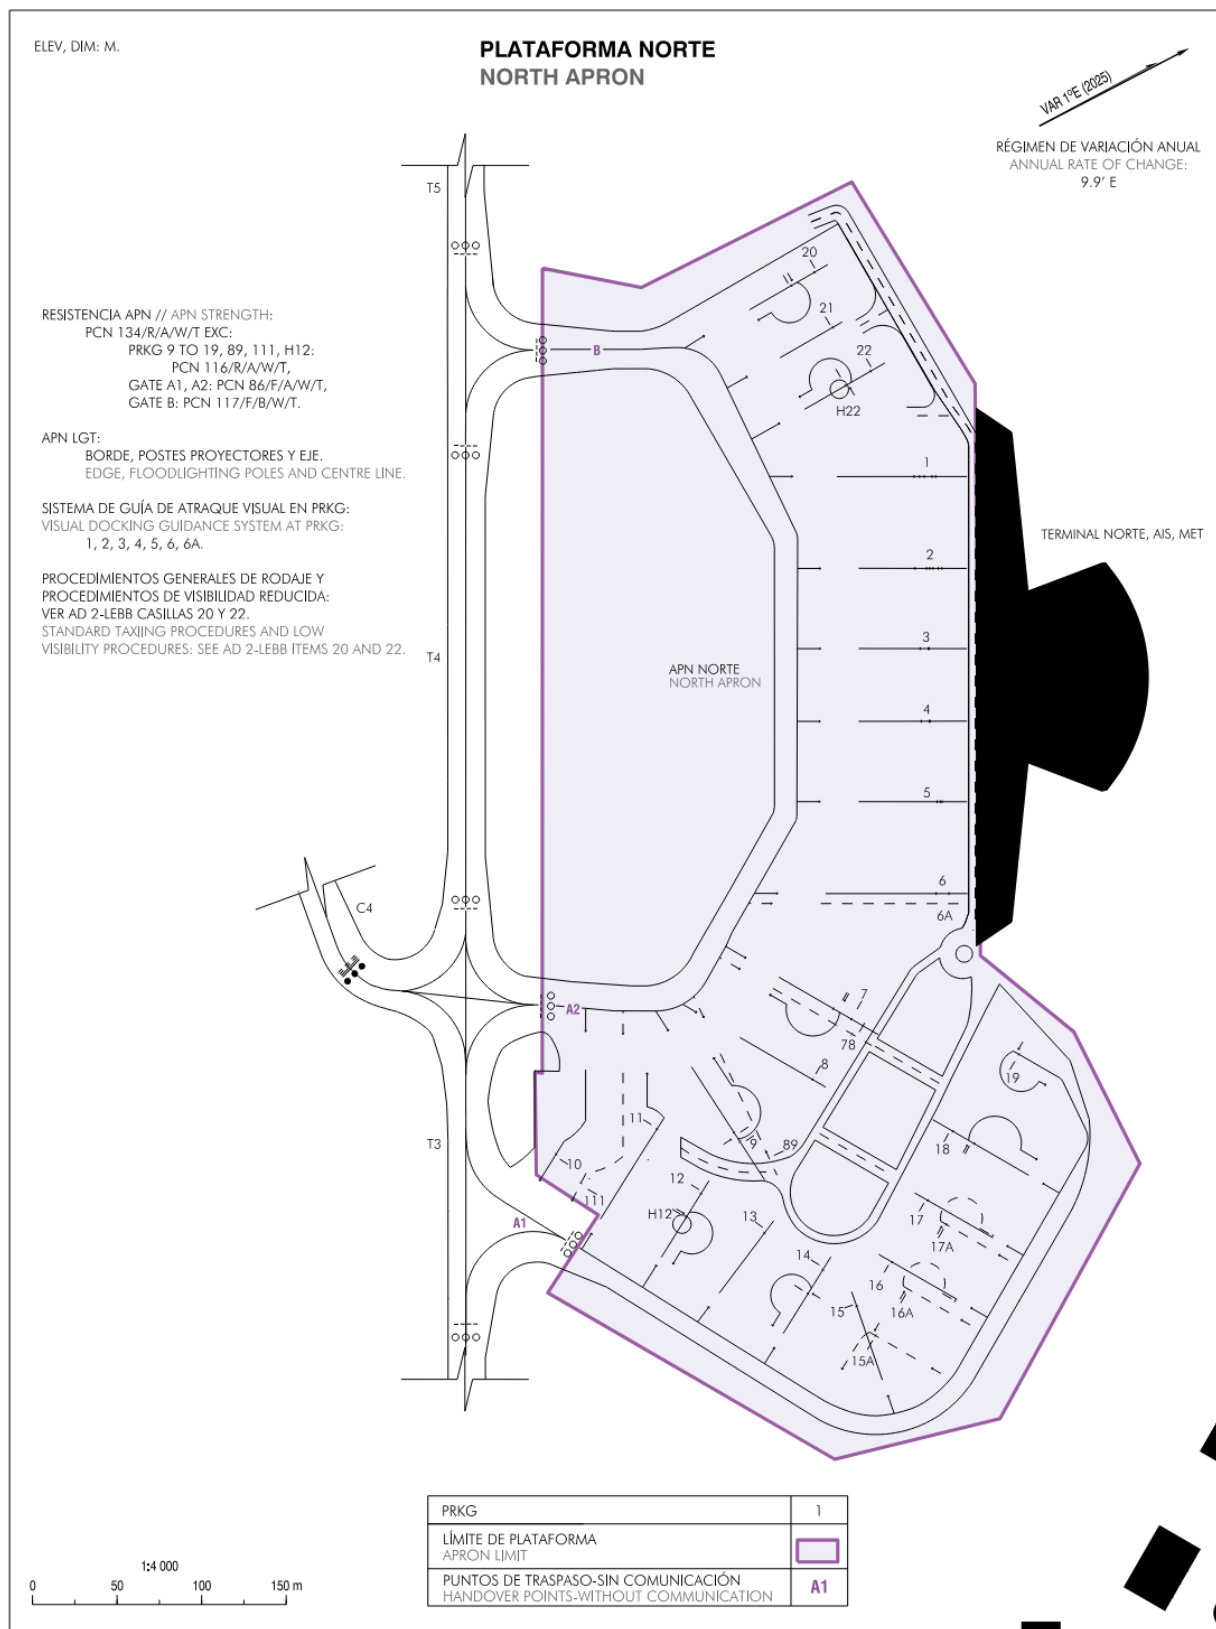 ELEV, DIM: M.
PLATAFORMA NORTE
NORTH APRON
VAR 1ºE (2025)
RÉGIMEN DE VARIACIÓN ANUAL
ANNUAL RATE OF CHANGE:
9.9' E
T5
RESISTENCIA APN // APN STRENGTH:
PCN 134/R/A/W/T EXC:
PRKG 9 TO 19, 89, 111, H12:
PCN 116/R/A/W/T,
GATE A1, A2: PCN 86/F/A/W/T,
GATE B: PCN 117/F/B/W/T.
APN LGT:
BORDE, POSTES PROYECTORES Y EJE.
EDGE, FLOODLIGHTING POLES AND CENTRE LINE.
SISTEMA DE GUÍA DE ATRAQUE VISUAL EN PRKG:
VISUAL DOCKING GUIDANCE SYSTEM AT PRKG:
1, 2, 3, 4, 5, 6, 6A.
PROCEDIMIENTOS GENERALES DE RODAJE Y
PROCEDIMIENTOS DE VISIBILIDAD REDUCIDA:
VER AD 2-LEBB CASILLAS 20 Y 22.
STANDARD TAXIING PROCEDURES AND LOW
VISIBILITY PROCEDURES: SEE AD 2-LEBB ITEMS 20 AND 22.
B
20
21
22
H22
1
2
TERMINAL NORTE, AIS, MET
3
T4
APN NORTE
NORTH APRON
4
5
6
6A
C4
A2
7
78
8
19
T3
11
9
89
18
10
12
111
H12
13
17
A1
17A
14
16
15
16A
15A
PRKG
1
LÍMITE DE PLATAFORMA
APRON LIMIT
PUNTOS DE TRASPASO-SIN COMUNICACIÓN
HANDOVER POINTS-WITHOUT COMMUNICATION
A1
1:4 000
0 50 100 150 m